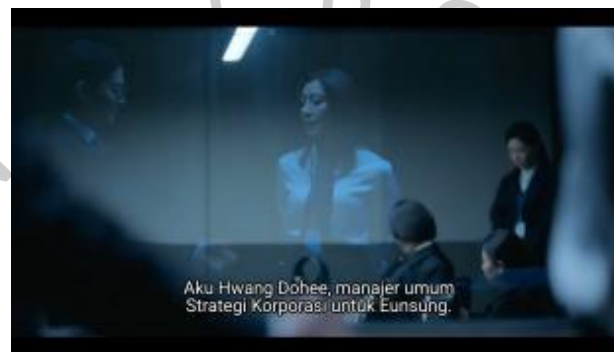 Aku Hwang Dohee, manajer umum
Strategi Korporasi untuk Eunsung.